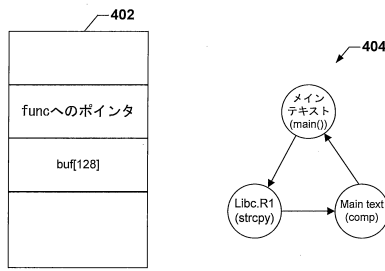 402
funcへのポインタ
buf[128]
404
メイン
テキスト
(main())
Libc.R1
(strcpy)
Main text
(comp)